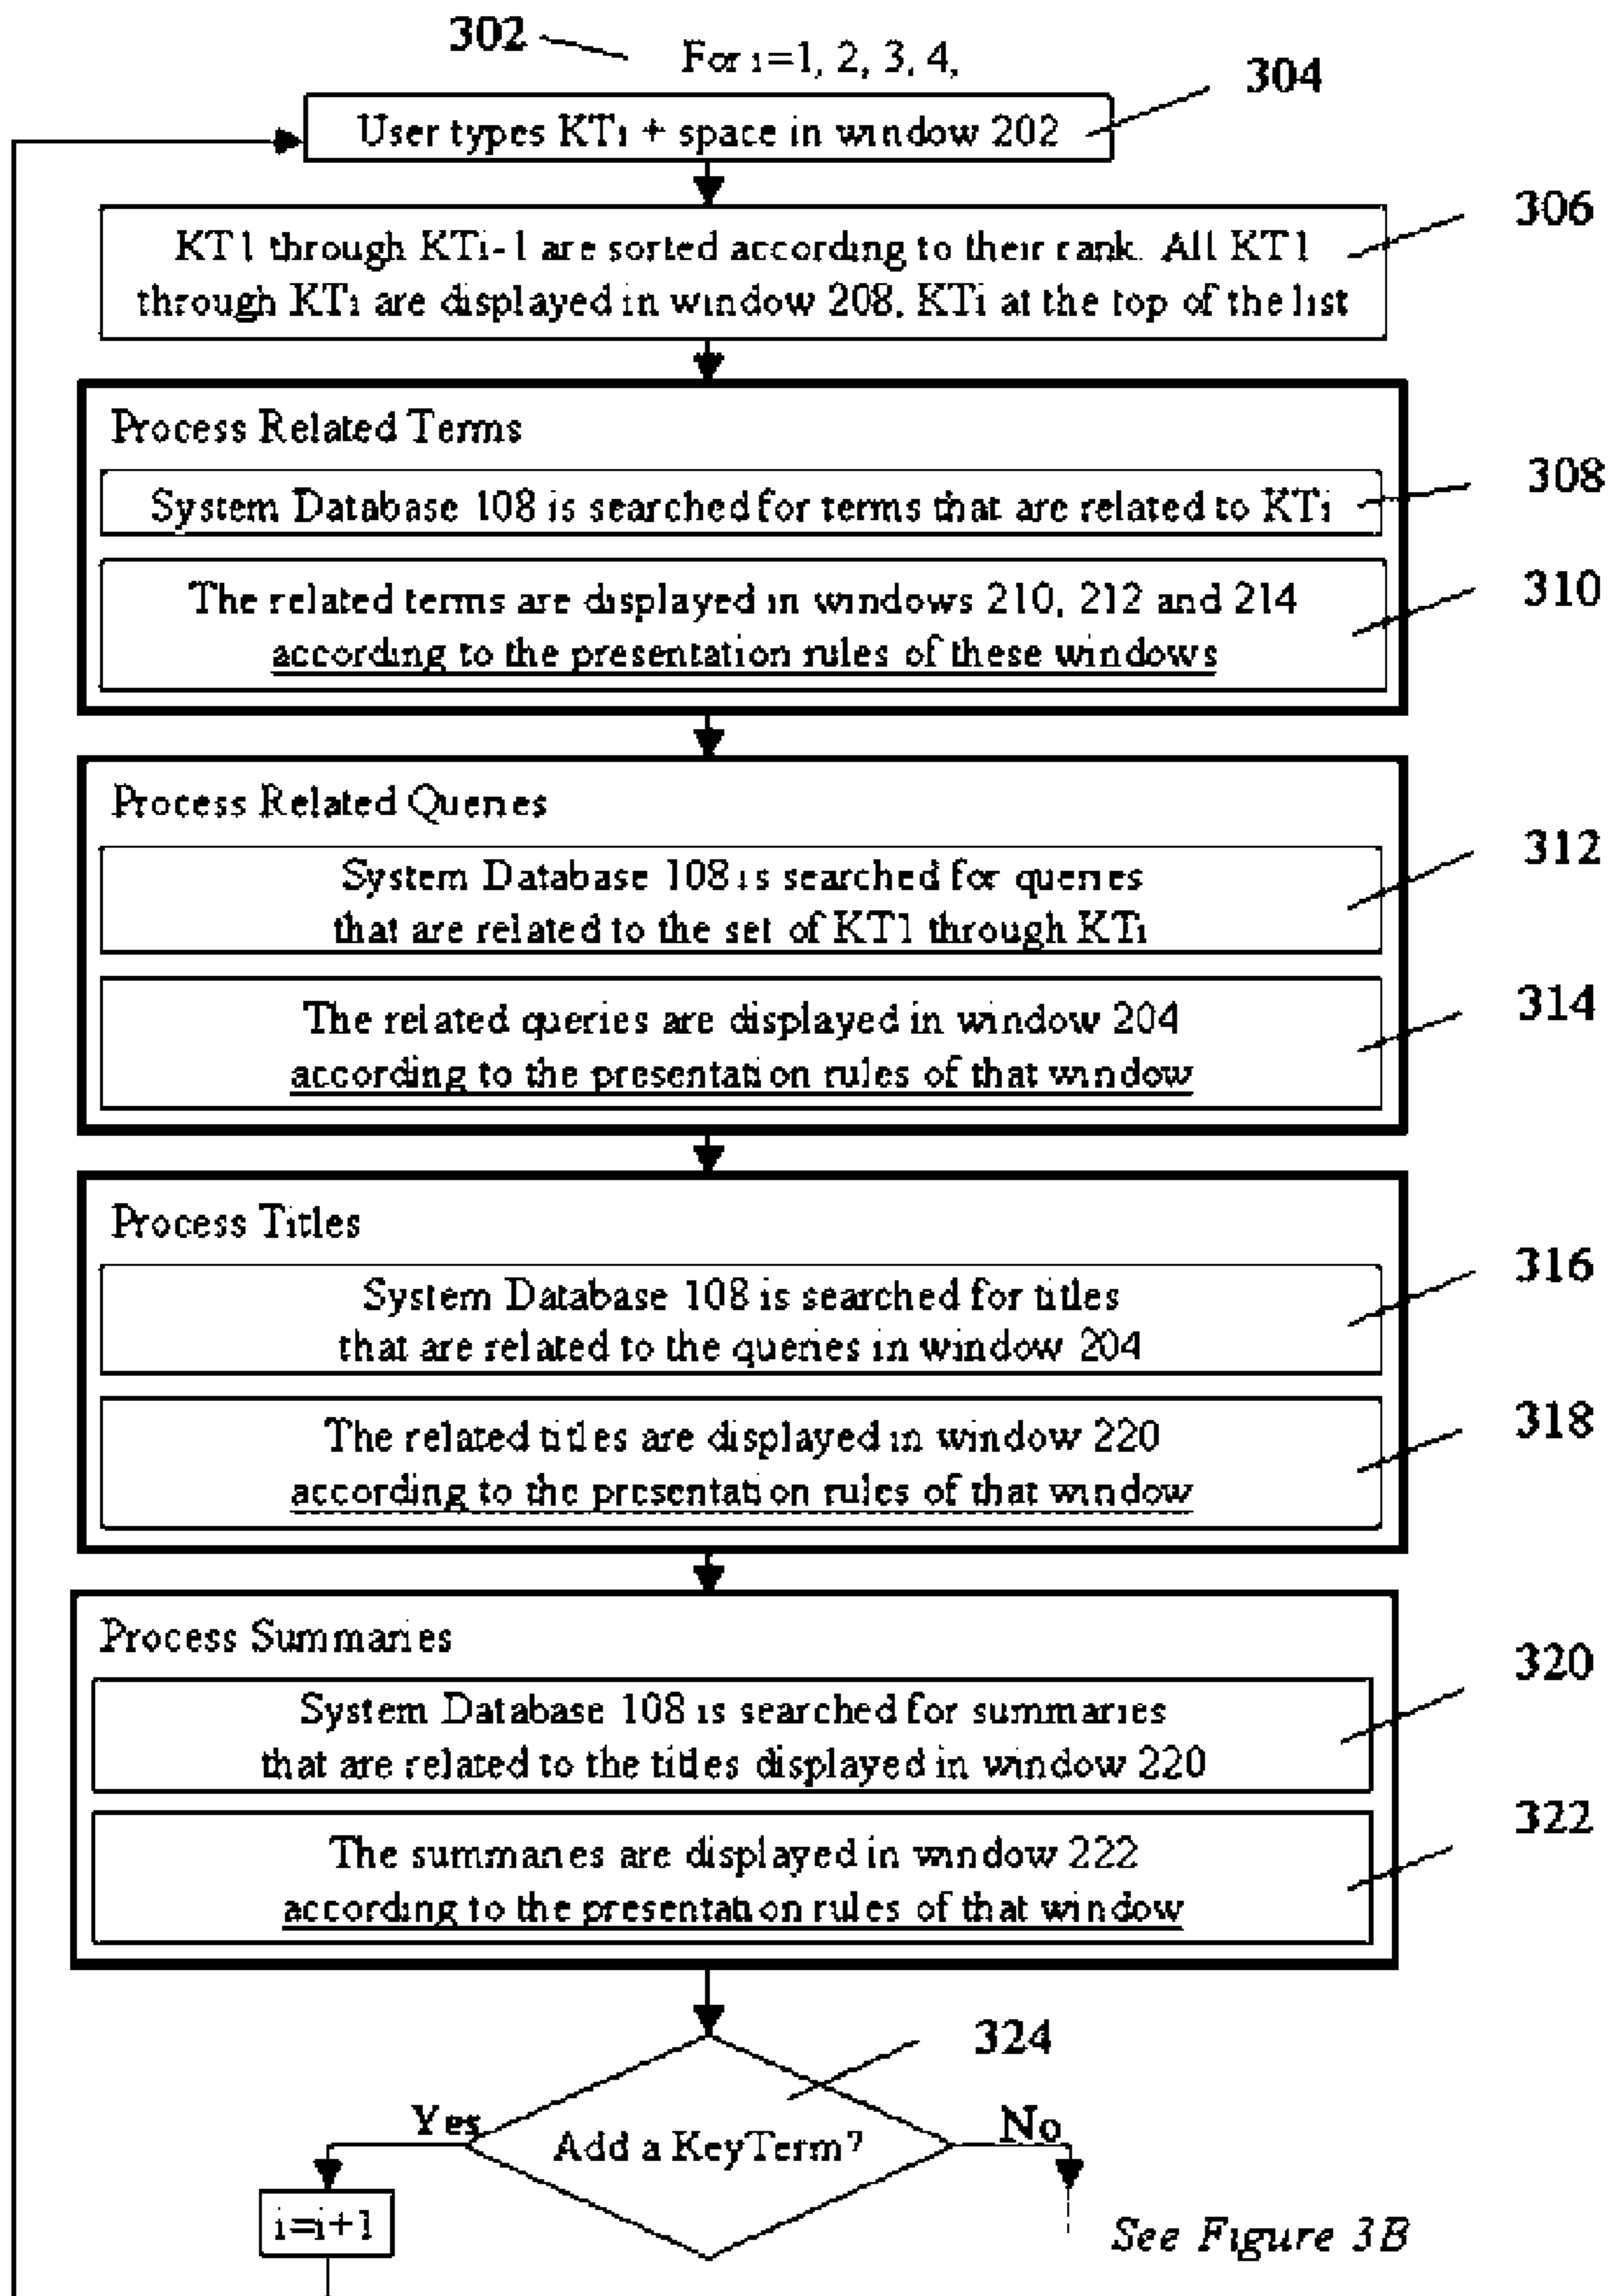 302
For i=1, 2, 3, 4,
304
User types KTi + space in window 202
306
KT1 through KTi-1 are sorted according to their rank. All KT1
through KTi are displayed in window 208, KTi at the top of the list
Process Related Terms
308
System Database 108 is searched for terms that are related to KTi
310
The related terms are displayed in windows 210, 212 and 214
according to the presentation rules of these windows
Process Related Queries
312
System Database 108 is searched for queries
that are related to the set of KT1 through KTi
314
The related queries are displayed in window 204
according to the presentation rules of that window
Process Titles
316
System Database 108 is searched for titles
that are related to the queries in window 204
318
The related titles are displayed in window 220
according to the presentation rules of that window
Process Summaries
320
System Database 108 is searched for summaries
that are related to the titles displayed in window 220
322
The summaries are displayed in window 222
according to the presentation rules of that window
324
Yes
Add a KeyTerm?
No
i=i+1
See Figure 3B